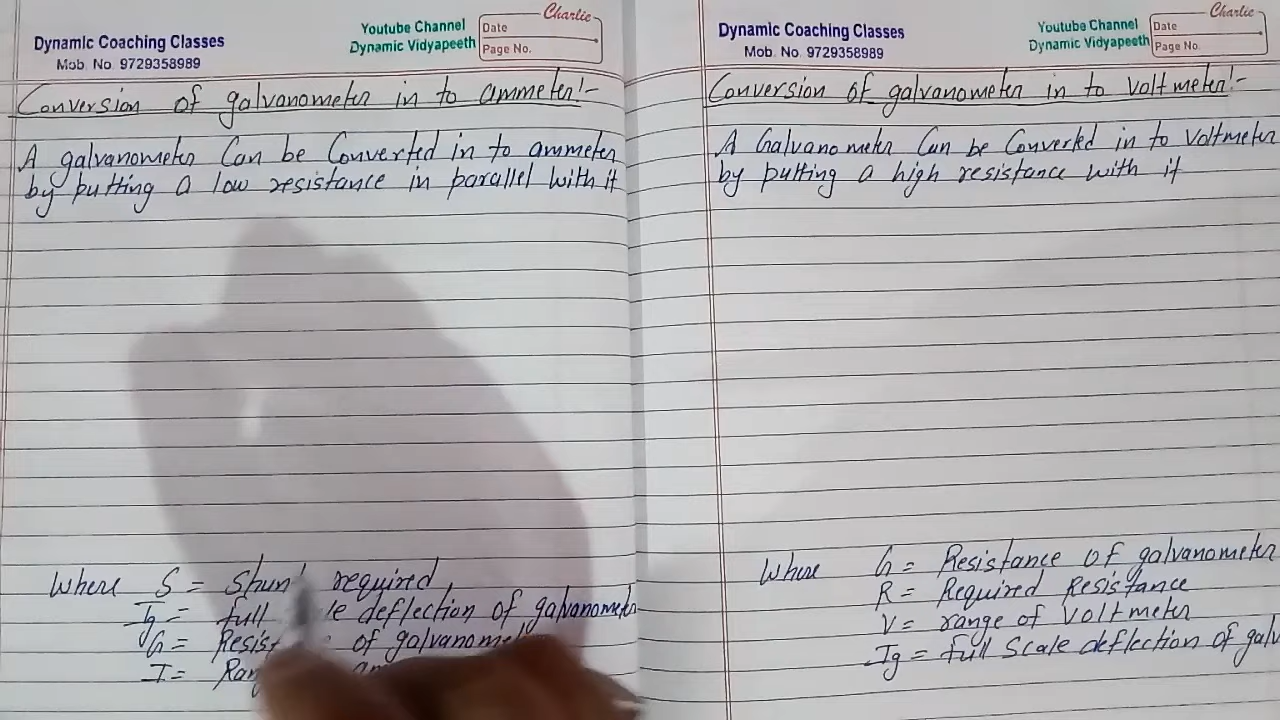 Dynamic Coaching Classes
Mob. No. 9729358989
Youtube Channel
Dynamic Vidyapeeth
Charlie
Date
Page No.
Conversion of galvanometer in to ammeter:-
A galvanometer Can be Converted in to ammeter
by putting a low resistance in parallel with it
Where S = Shunt required
Ig = full deflection of galvanometer
G = of
I =
Dynamic Coaching Classes
Mob. No. 9729358989
Youtube Channel
Dynamic Vidyapeeth
Charlie
Date
Page No.
Conversion of galvanometer in to voltmeter:-
A Galvanometer Can be Converted in to Voltmeter
by putting a high resistance with it
Where G = Resistance of galvanometer
R = Required Resistance
V = range of Voltmeter
Ig = full Scale deflection of galv